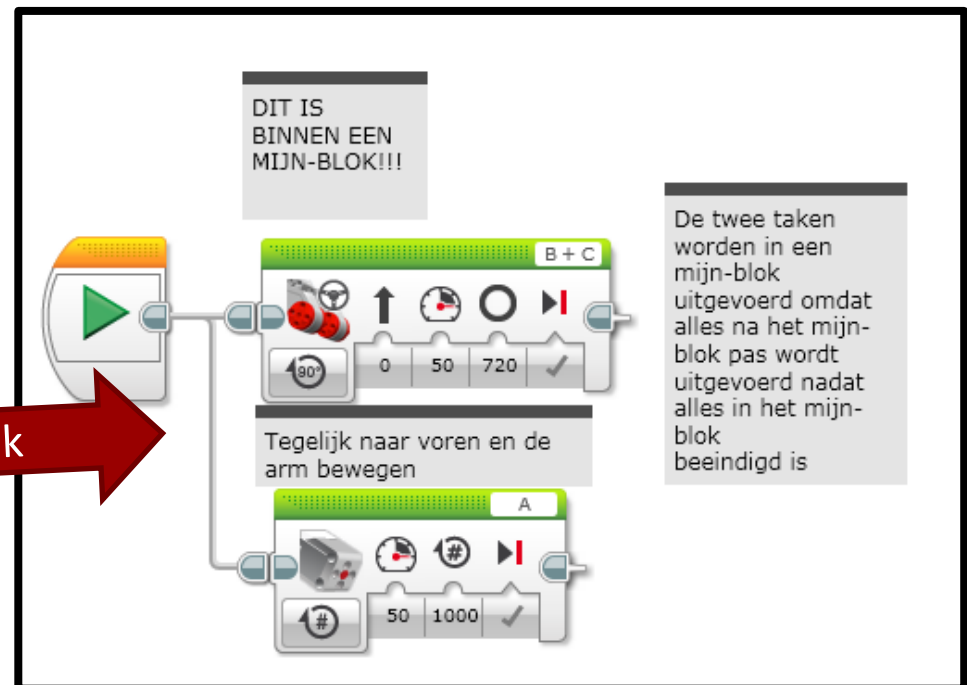 DIT IS
BINNEN EEN
MIJN-BLOK!!!
B + C
90°
0 50 720
De twee taken
worden in een
mijn-blok
uitgevoerd omdat
alles na het mijn-
blok pas wordt
uitgevoerd nadat
alles in het mijn-
blok
beeindigd is
k
Tegelijk naar voren en de
arm bewegen
A
#
#
50 1000